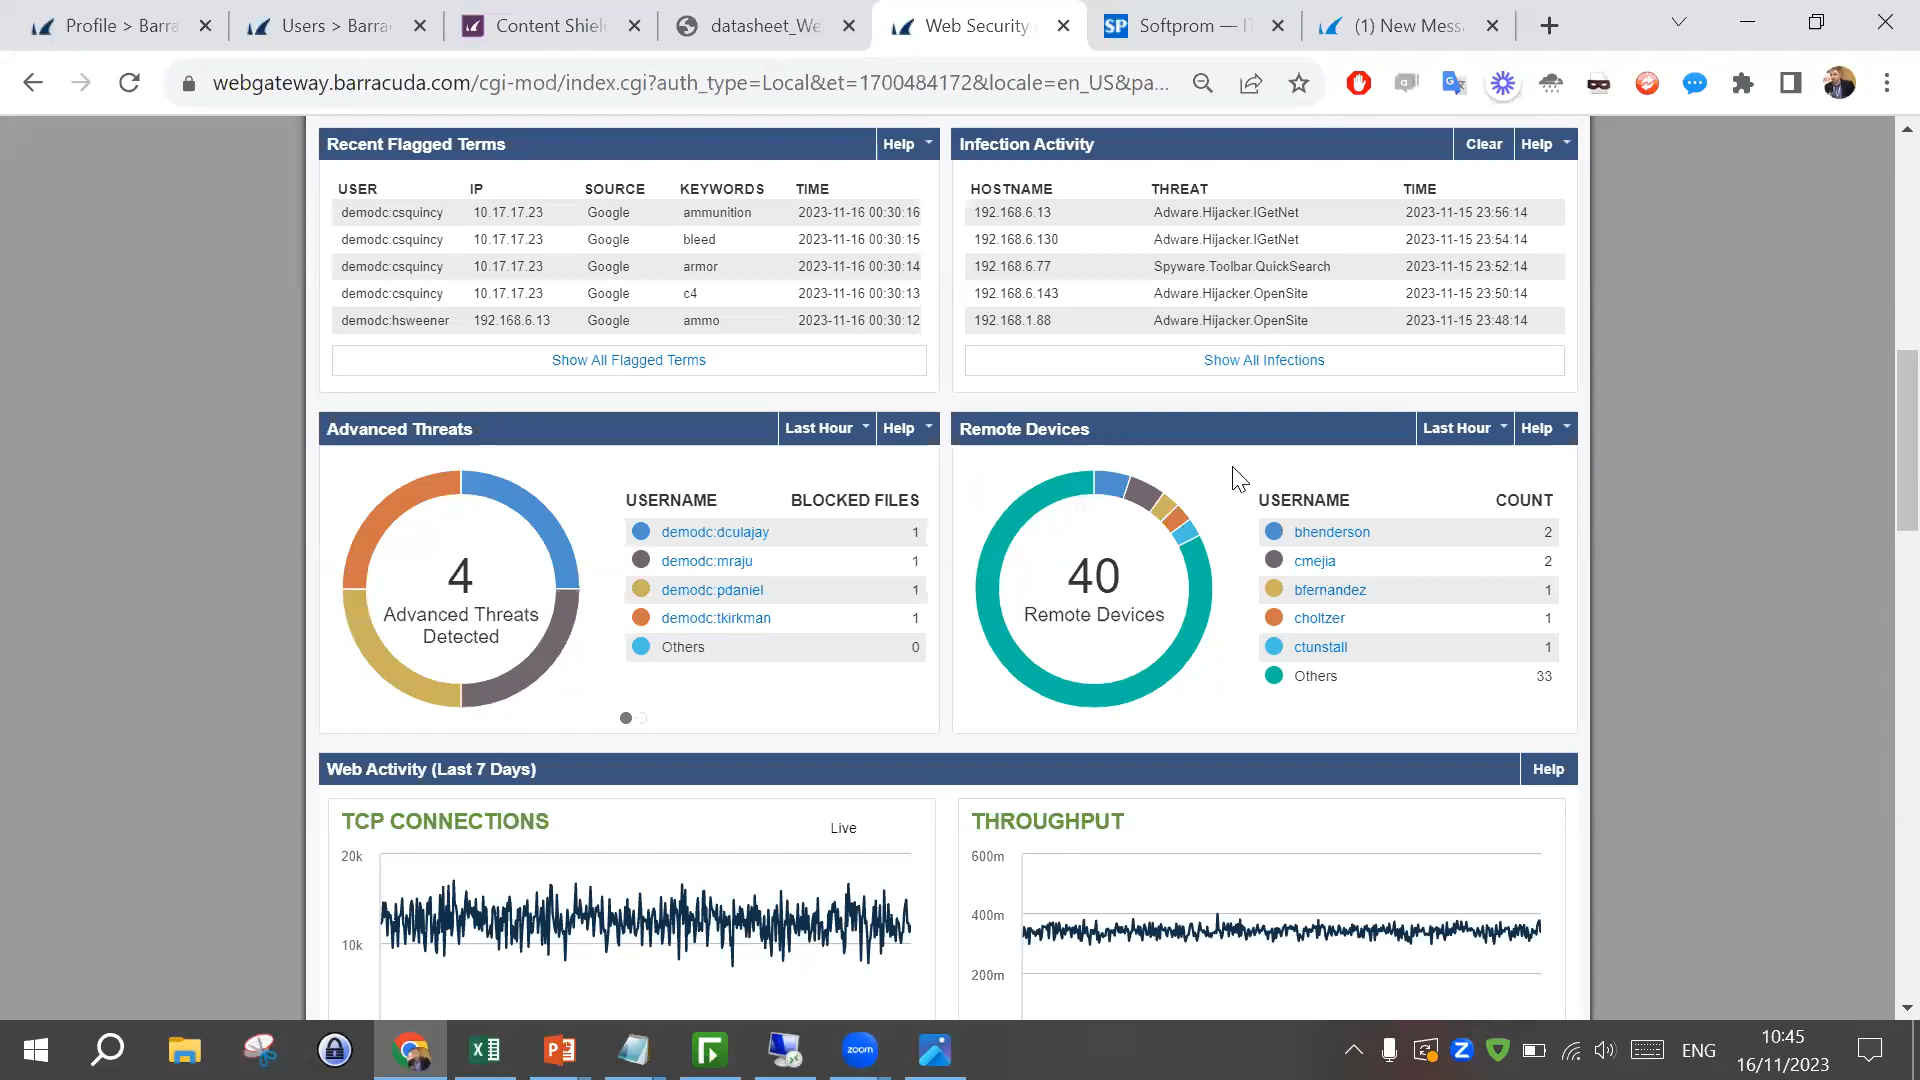 Profile > Barra
Users > Barra
Content Shiel
datasheet_We
Web Security
Softprom — IT
(1) New Messa
webgateway.barracuda.com/cgi-mod/index.cgi?auth_type=Local&et=1700484172&locale=en_US&pa...
Recent Flagged Terms
Help
USER IP SOURCE KEYWORDS TIME
demodc:csquincy 10.17.17.23 Google ammunition 2023-11-16 00:30:16
demodc:csquincy 10.17.17.23 Google bleed 2023-11-16 00:30:15
demodc:csquincy 10.17.17.23 Google armor 2023-11-16 00:30:14
demodc:csquincy 10.17.17.23 Google c4 2023-11-16 00:30:13
demodc:hsweener 192.168.6.13 Google ammo 2023-11-16 00:30:12
Show All Flagged Terms
Infection Activity
Clear
Help
HOSTNAME THREAT TIME
192.168.6.13 Adware.Hijacker.IGetNet 2023-11-15 23:56:14
192.168.6.130 Adware.Hijacker.IGetNet 2023-11-15 23:54:14
192.168.6.77 Spyware.Toolbar.QuickSearch 2023-11-15 23:52:14
192.168.6.143 Adware.Hijacker.OpenSite 2023-11-15 23:50:14
192.168.1.88 Adware.Hijacker.OpenSite 2023-11-15 23:48:14
Show All Infections
Advanced Threats
Last Hour
Help
4
Advanced Threats
Detected
USERNAME BLOCKED FILES
demodc:dculajay 1
demodc:mraju 1
demodc:pdaniel 1
demodc:tkirkman 1
Others 0
Remote Devices
Last Hour
Help
40
Remote Devices
USERNAME COUNT
bhenderson 2
cmejia 2
bfernandez 1
choltzer 1
ctunstall 1
Others 33
Web Activity (Last 7 Days)
Help
TCP CONNECTIONS
Live
20k
10k
THROUGHPUT
600m
400m
200m
zoom
ENG
10:45
16/11/2023